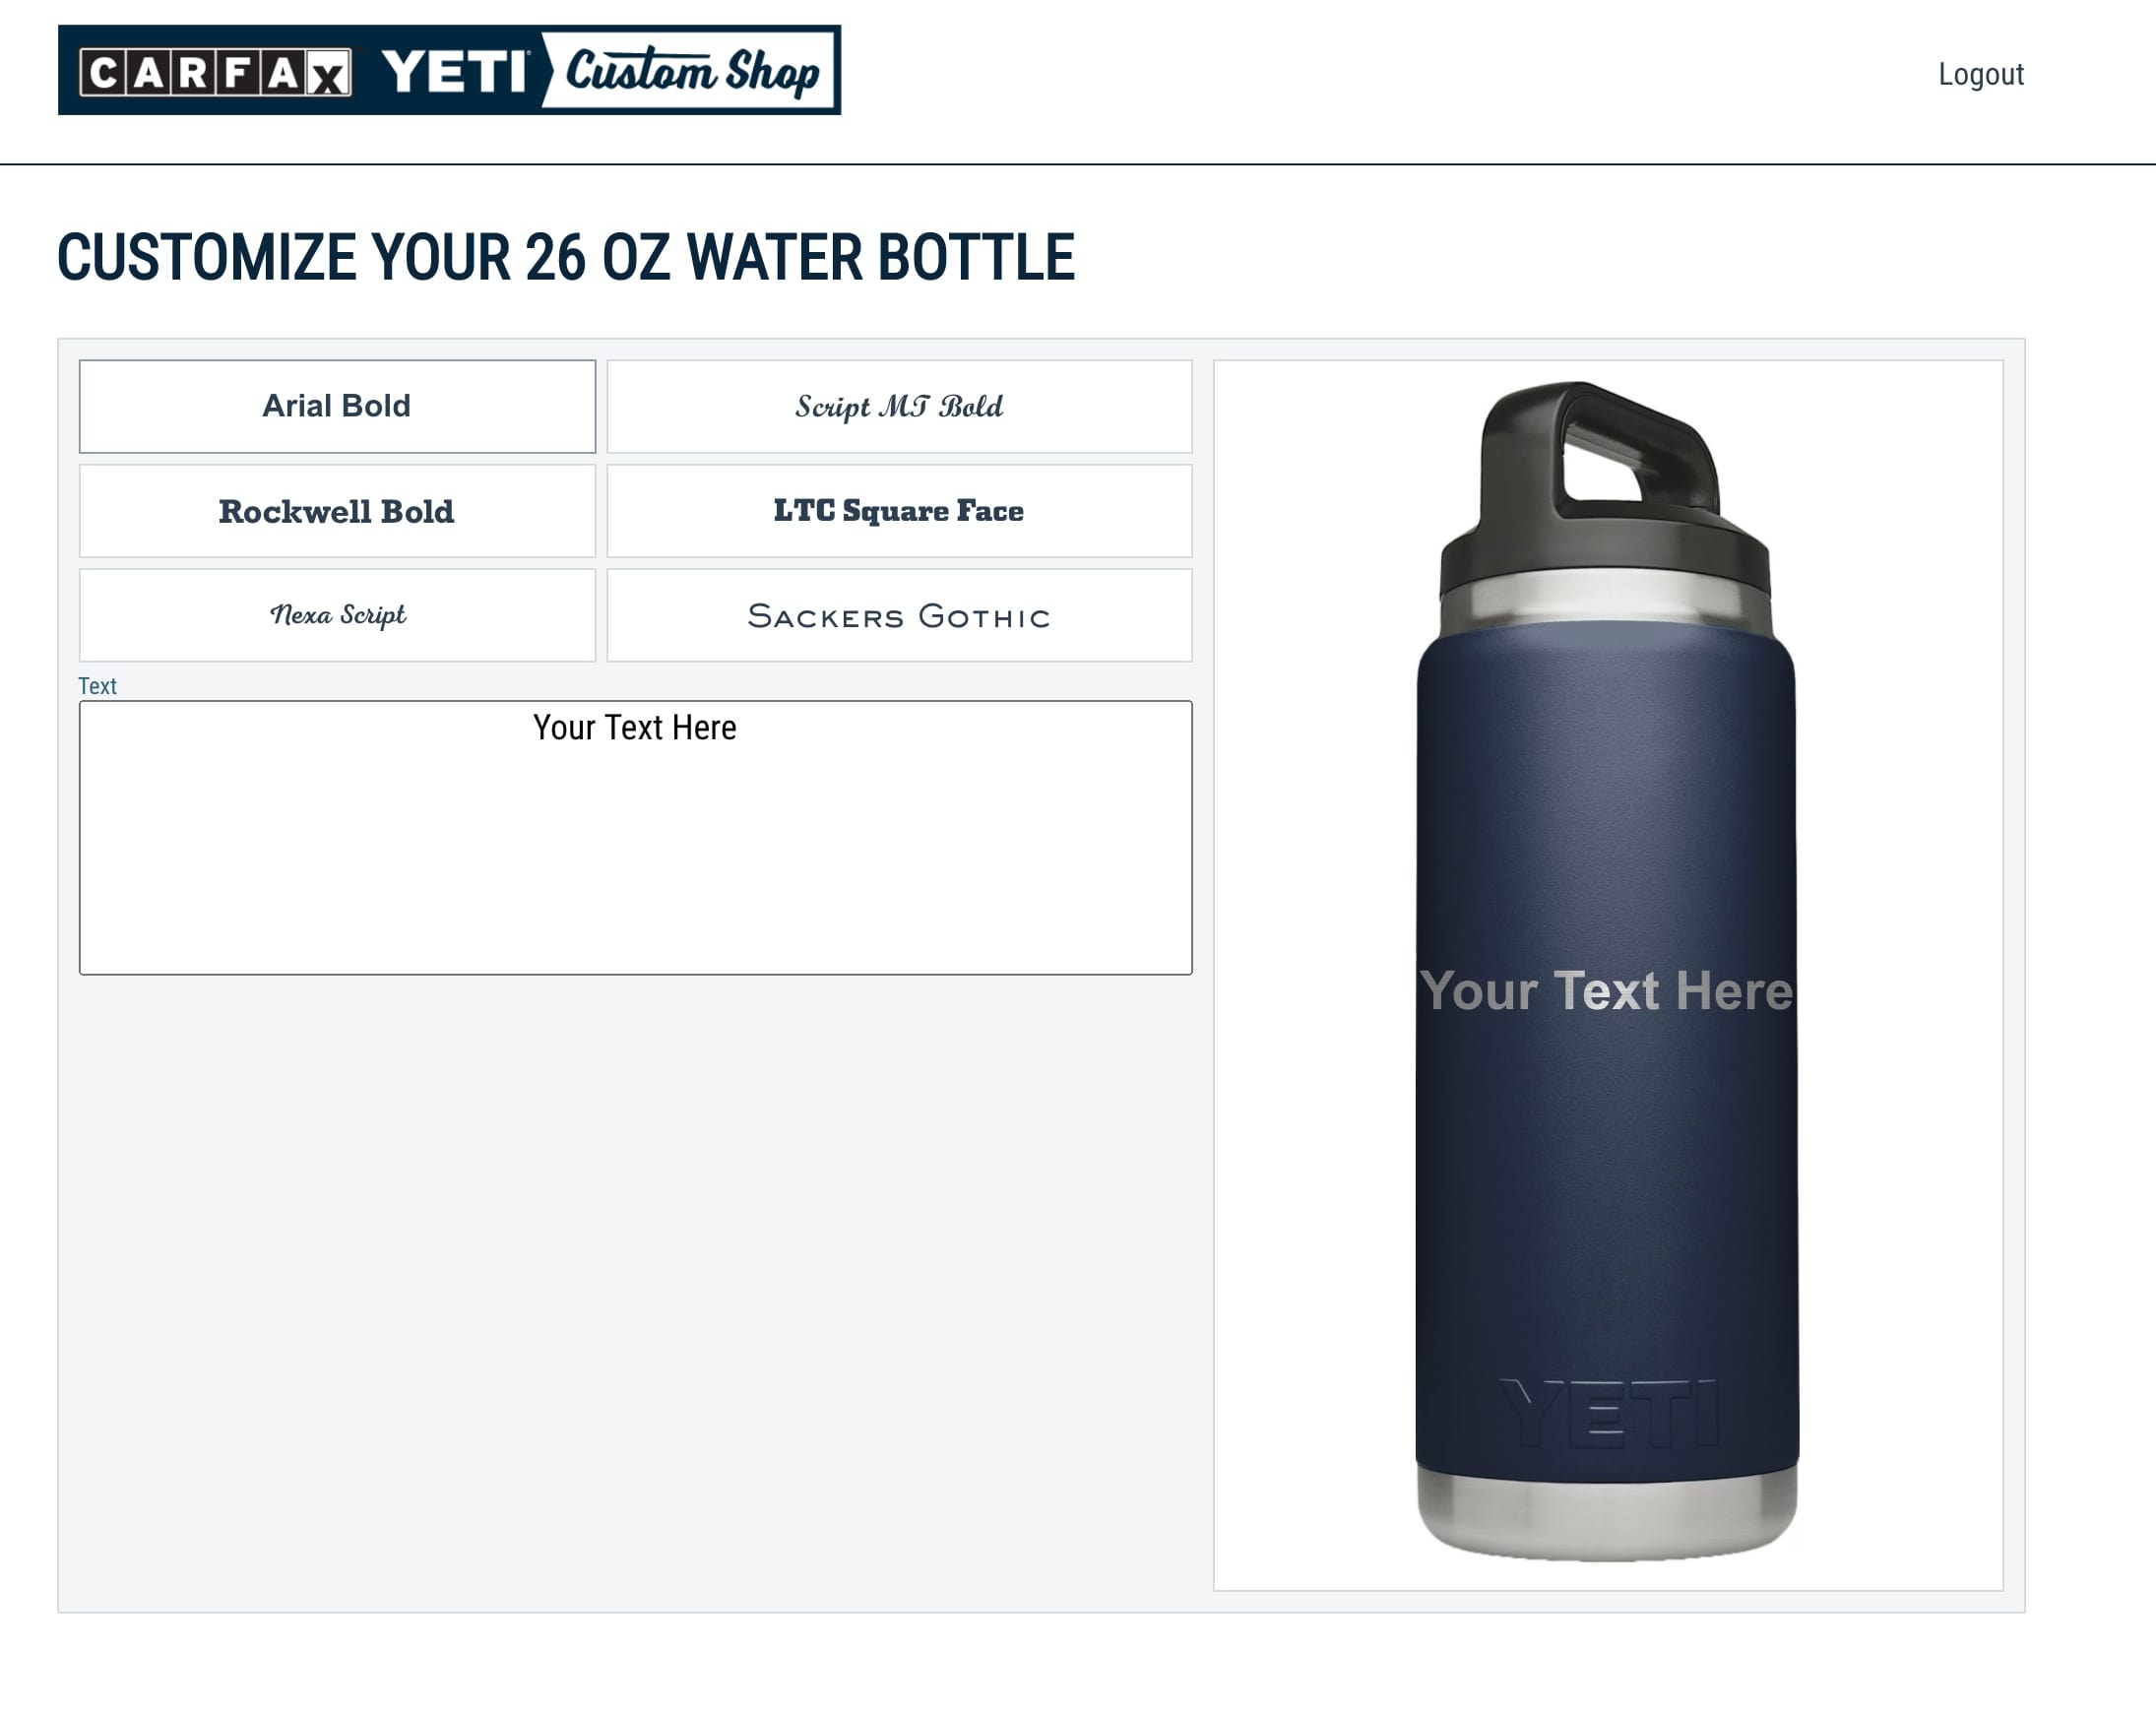 CARFAX YETI Custom Shop
Logout
CUSTOMIZE YOUR 26 OZ WATER BOTTLE
Arial Bold
Script MT Bold
Rockwell Bold
LTC Square Face
Nexa Script
Sackers Gothic
Text
Your Text Here
Your Text Here
YETI